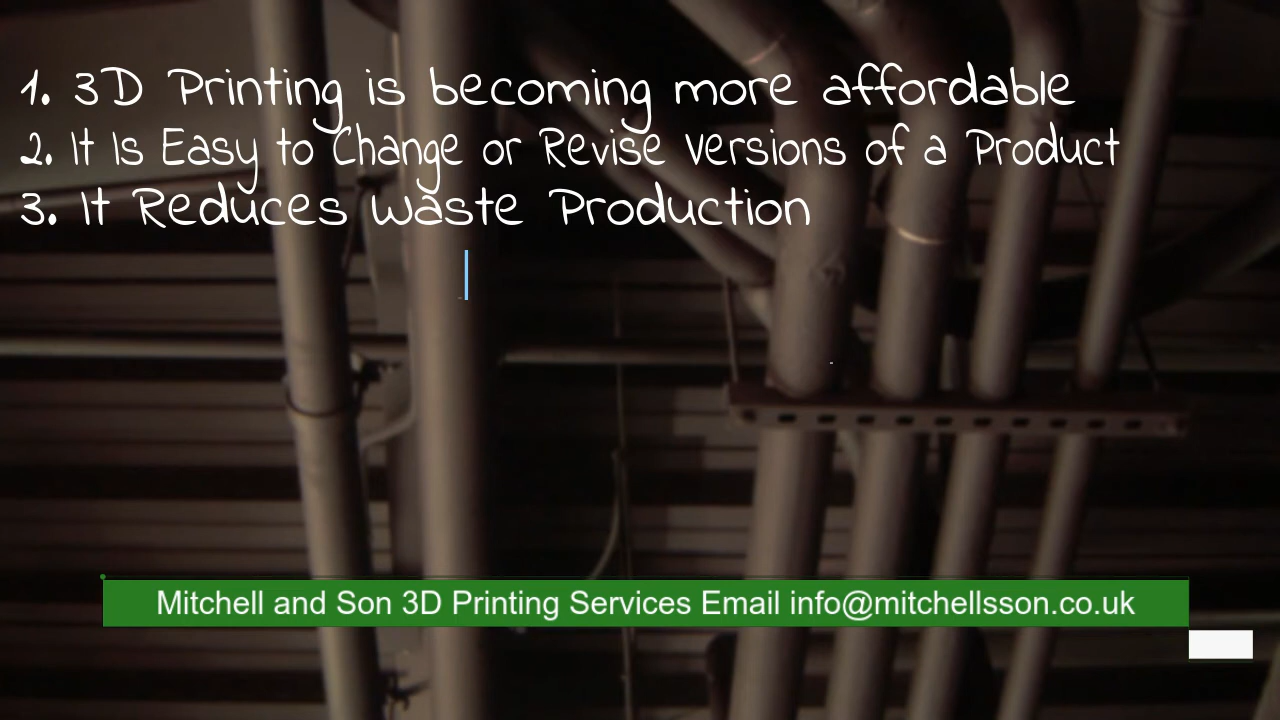 1. 3D Printing is becoming more affordable
2. It Is Easy to Change or Revise Versions of a Product
3. It Reduces Waste Production
Mitchell and Son 3D Printing Services Email info@mitchellsson.co.uk